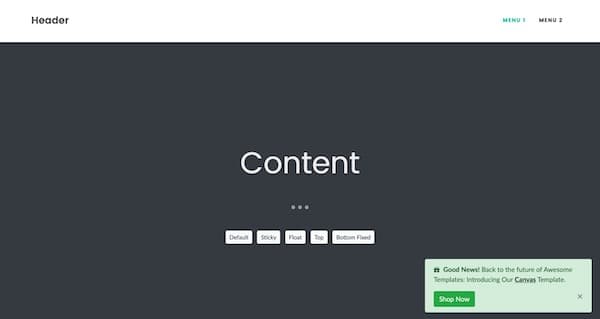 Header
MENU 1 MENU 2
Content
Default Sticky Float Top Bottom Fixed
Good News! Back to the future of Awesome
Templates: Introducing Our Canvas Template.
Shop Now ×